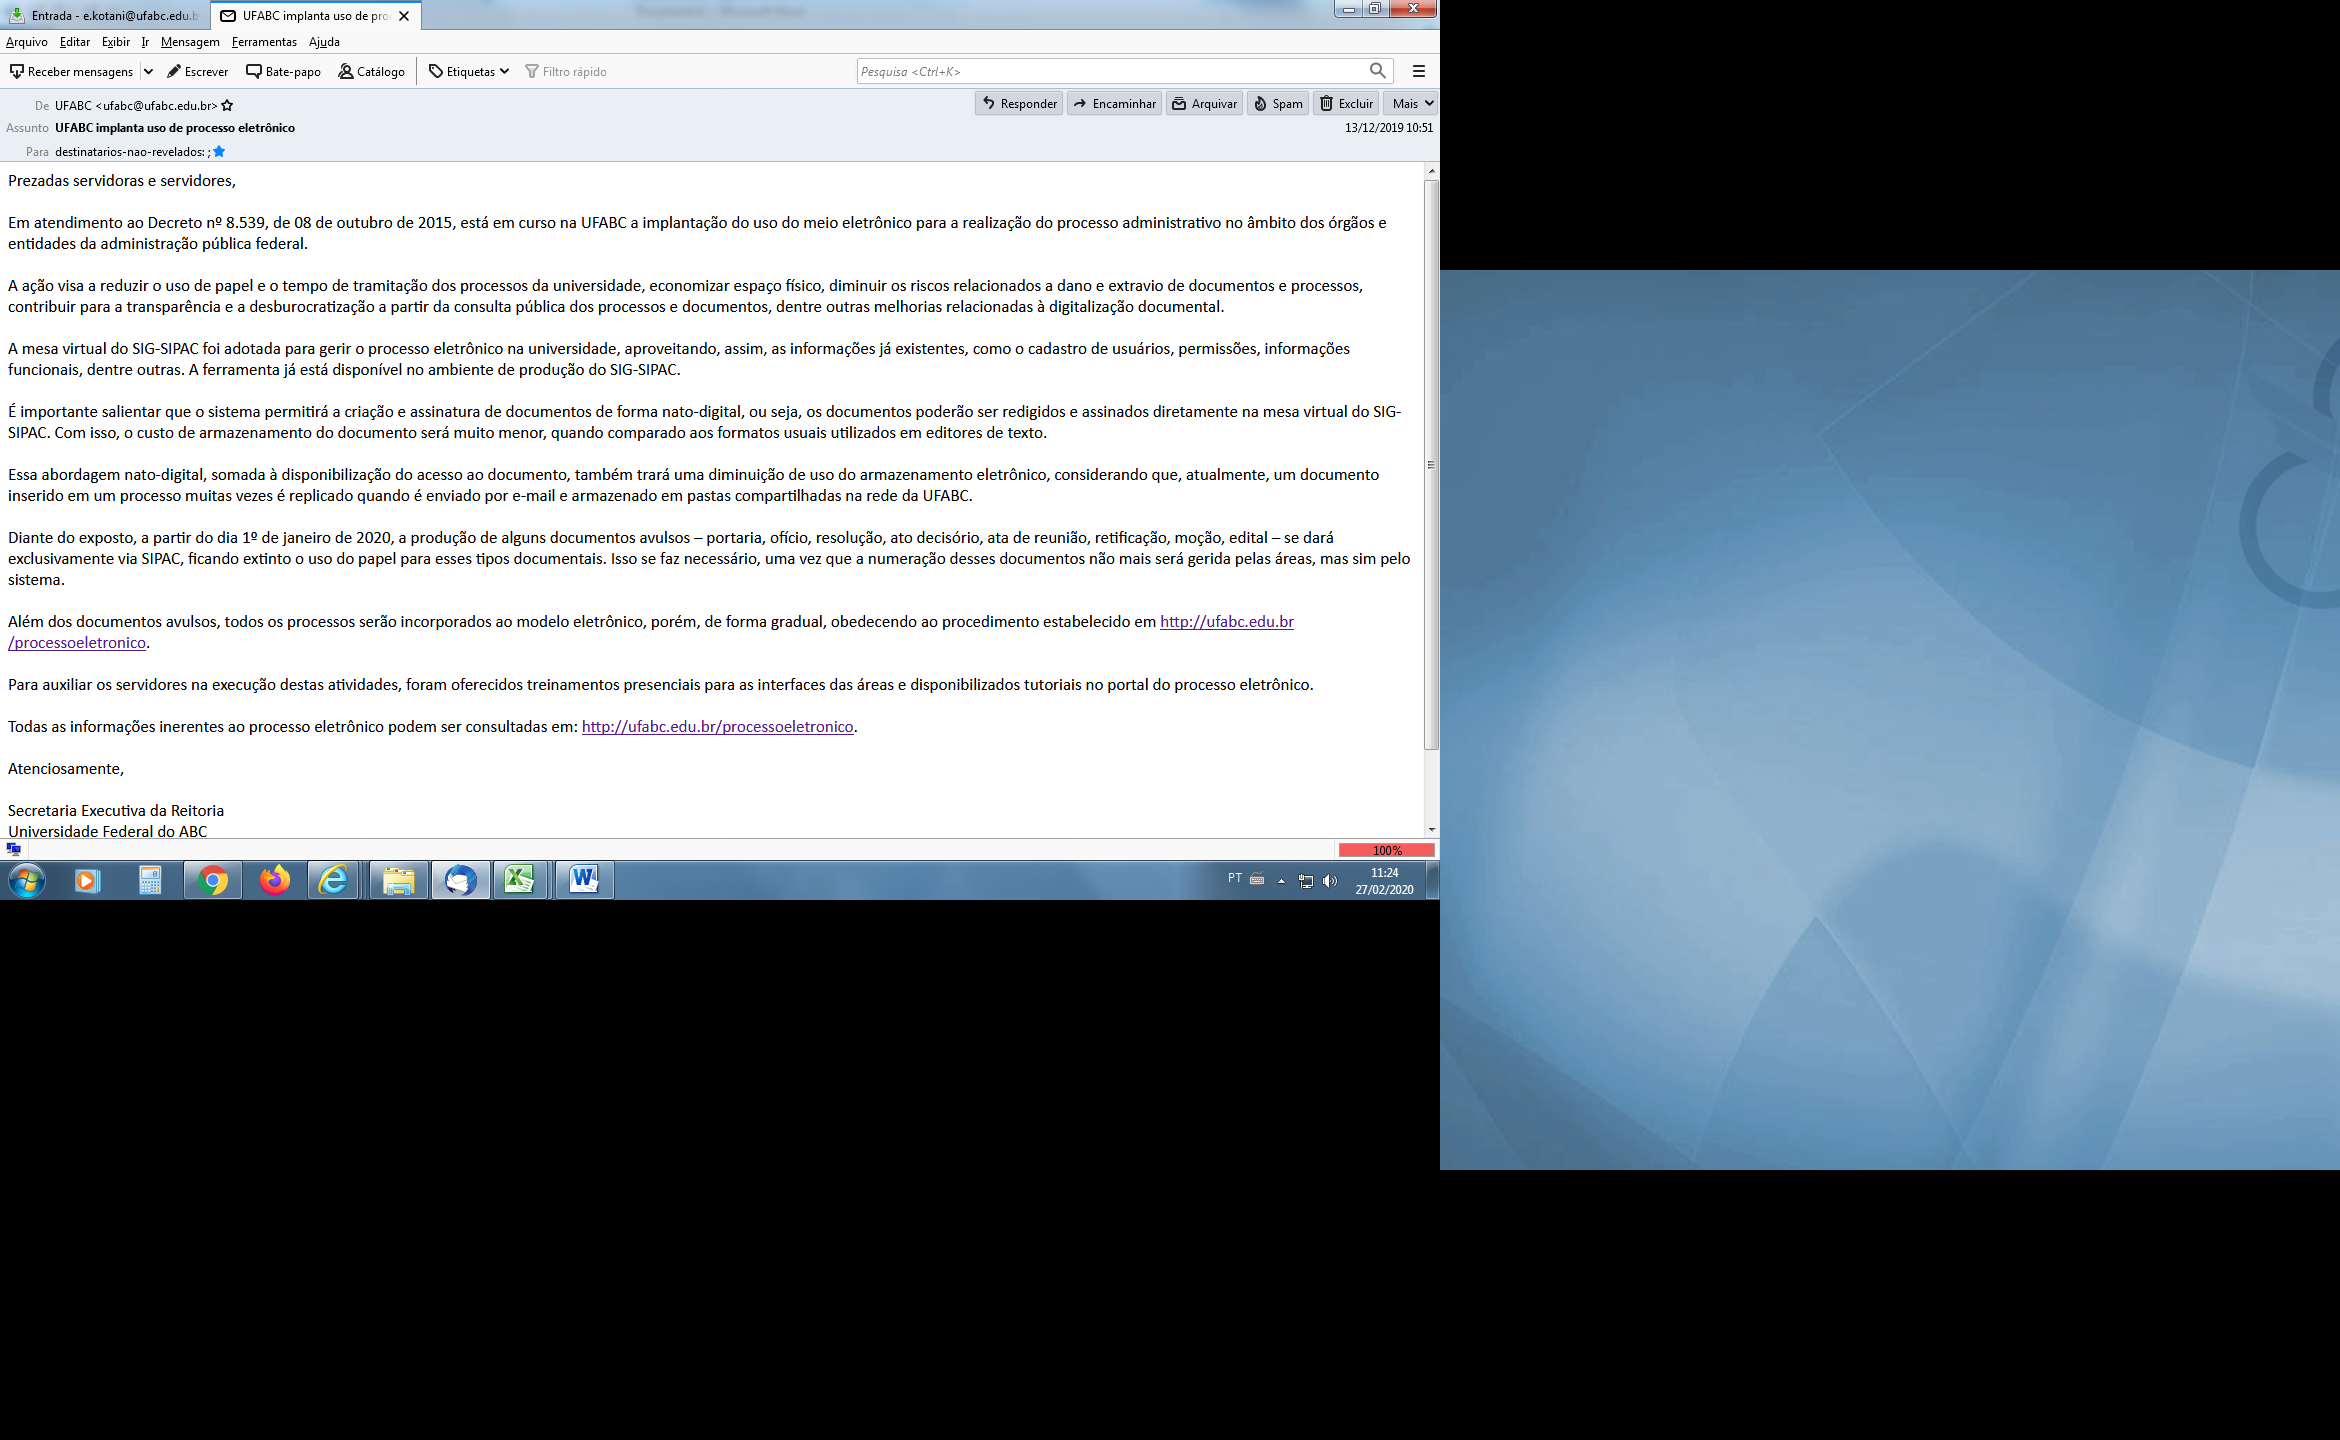 Entrada - e.kotani@ufabc.edu.b
UFABC implanta uso de pro
Arquivo Editar Exibir Ir Mensagem Ferramentas Ajuda
Receber mensagens Escrever Bate-papo Catálogo Etiquetas Filtro rápido Pesquisa <Ctrl+K>
De UFABC <ufabc@ufabc.edu.br> Responder Encaminhar Arquivar Spam Excluir Mais
Assunto UFABC implanta uso de processo eletrônico 13/12/2019 10:51
Para destinatarios-nao-revelados: ;
Prezadas servidoras e servidores,
Em atendimento ao Decreto nº 8.539, de 08 de outubro de 2015, está em curso na UFABC a implantação do uso do meio eletrônico para a realização do processo administrativo no âmbito dos órgãos e
entidades da administração pública federal.
A ação visa a reduzir o uso de papel e o tempo de tramitação dos processos da universidade, economizar espaço físico, diminuir os riscos relacionados a dano e extravio de documentos e processos,
contribuir para a transparência e a desburocratização a partir da consulta pública dos processos e documentos, dentre outras melhorias relacionadas à digitalização documental.
A mesa virtual do SIG-SIPAC foi adotada para gerir o processo eletrônico na universidade, aproveitando, assim, as informações já existentes, como o cadastro de usuários, permissões, informações
funcionais, dentre outras. A ferramenta já está disponível no ambiente de produção do SIG-SIPAC.
É importante salientar que o sistema permitirá a criação e assinatura de documentos de forma nato-digital, ou seja, os documentos poderão ser redigidos e assinados diretamente na mesa virtual do SIG-
SIPAC. Com isso, o custo de armazenamento do documento será muito menor, quando comparado aos formatos usuais utilizados em editores de texto.
Essa abordagem nato-digital, somada à disponibilização do acesso ao documento, também trará uma diminuição de uso do armazenamento eletrônico, considerando que, atualmente, um documento
inserido em um processo muitas vezes é replicado quando é enviado por e-mail e armazenado em pastas compartilhadas na rede da UFABC.
Diante do exposto, a partir do dia 1º de janeiro de 2020, a produção de alguns documentos avulsos – portaria, ofício, resolução, ato decisório, ata de reunião, retificação, moção, edital – se dará
exclusivamente via SIPAC, ficando extinto o uso do papel para esses tipos documentais. Isso se faz necessário, uma vez que a numeração desses documentos não mais será gerida pelas áreas, mas sim pelo
sistema.
Além dos documentos avulsos, todos os processos serão incorporados ao modelo eletrônico, porém, de forma gradual, obedecendo ao procedimento estabelecido em http://ufabc.edu.br
/processoeletronico.
Para auxiliar os servidores na execução destas atividades, foram oferecidos treinamentos presenciais para as interfaces das áreas e disponibilizados tutoriais no portal do processo eletrônico.
Todas as informações inerentes ao processo eletrônico podem ser consultadas em: http://ufabc.edu.br/processoeletronico.
Atenciosamente,
Secretaria Executiva da Reitoria
Universidade Federal do ABC
100%
PT 11:24
27/02/2020